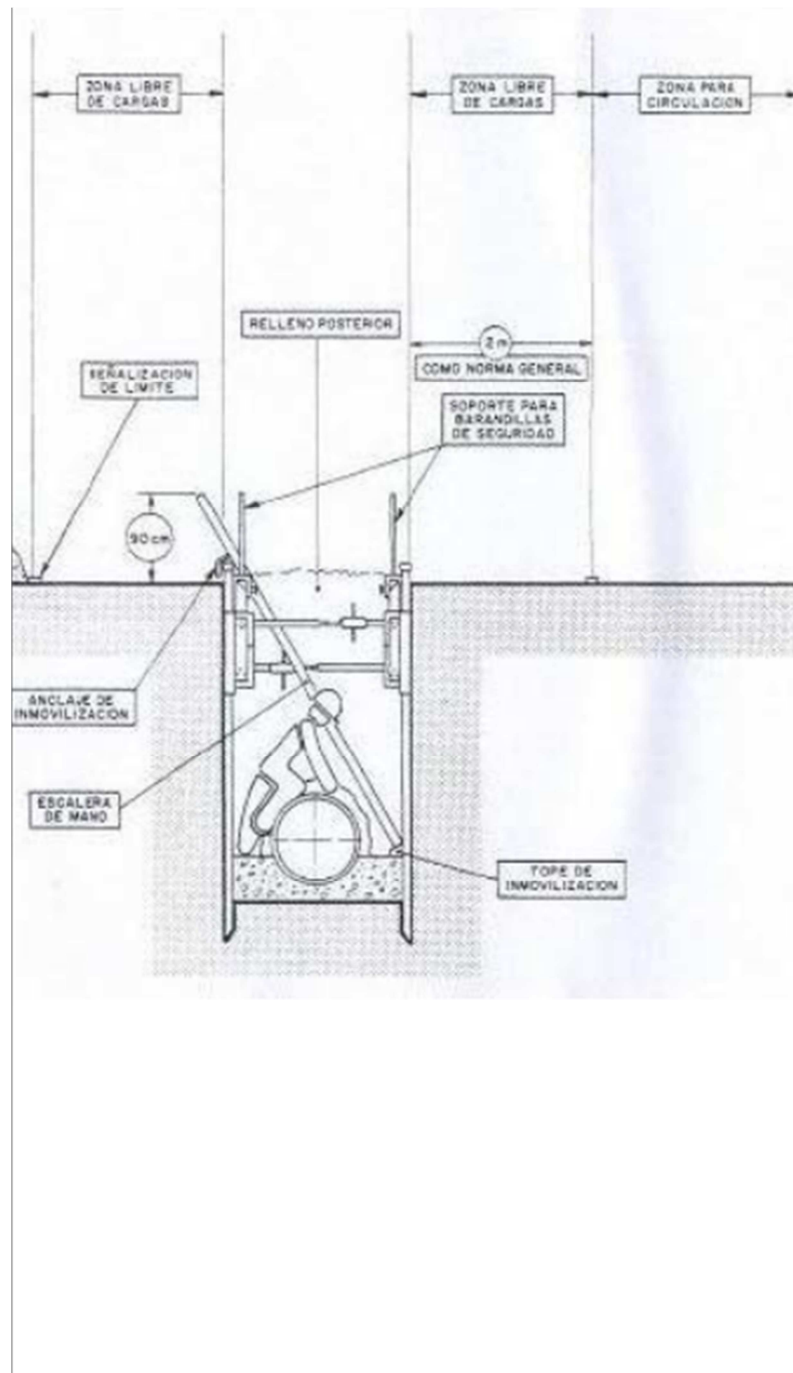 ZONA LIBRE
DE CARGAS
ZONA LIBRE
DE CARGAS
ZONA PARA
CIRCULACIÓN
RELLENO POSTERIOR
2 m
COMO NORMA GENERAL
SEÑALIZACION
DE LIMITE
SOPORTE PARA
BARANDILLAS
DE SEGURIDAD
90 cm
ANCLAJE DE
INMOVILIZACION
ESCALERA
DE MANO
TOPE DE
INMOVILIZACION